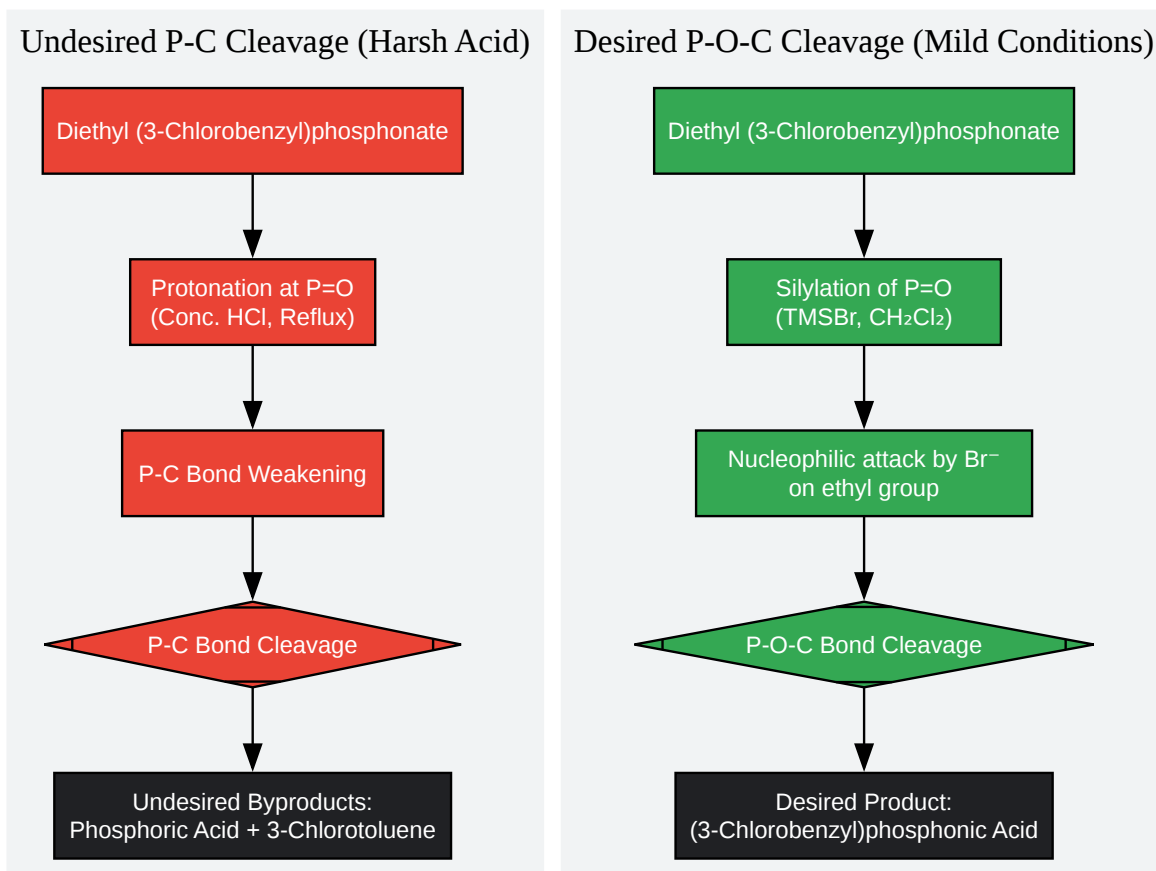 Undesired P-C Cleavage (Harsh Acid)
Diethyl (3-Chlorobenzyl)phosphonate
Protonation at P=O
(Conc. HCl, Reflux)
P-C Bond Weakening
P-C Bond Cleavage
Undesired Byproducts:
Phosphoric Acid + 3-Chlorotoluene
Desired P-O-C Cleavage (Mild Conditions)
Diethyl (3-Chlorobenzyl)phosphonate
Silylation of P=O
(TMSBr, CH₂Cl₂)
Nucleophilic attack by Br⁻
on ethyl group
P-O-C Bond Cleavage
Desired Product:
(3-Chlorobenzyl)phosphonic Acid